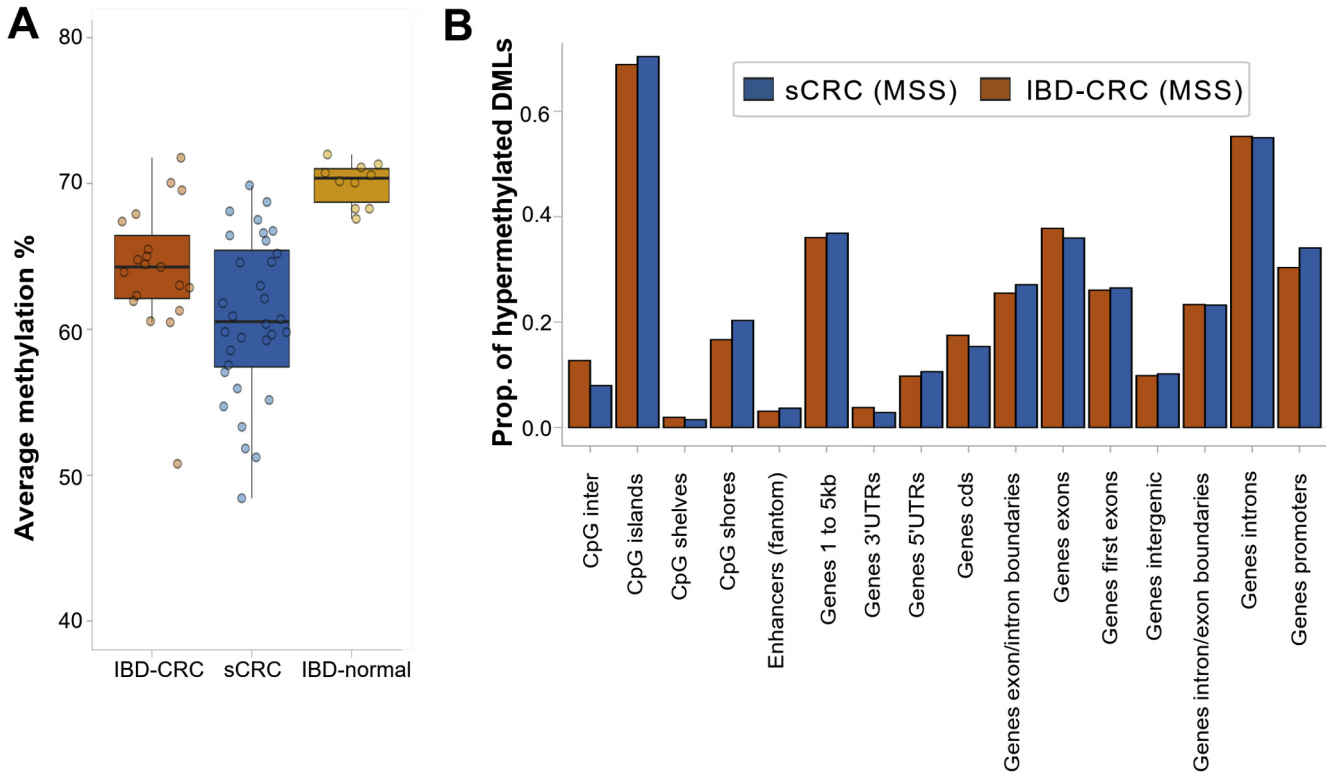 A
Average methylation %
80
70
60
50
40
IBD-CRC
sCRC
IBD-normal
B
Prop. of hypermethylated DMLs
0.6
0.4
0.2
0.0
sCRC (MSS)
IBD-CRC (MSS)
CpG inter
CpG islands
CpG shelves
CpG shores
Enhancers (fantom)
Genes 1 to 5kb
Genes 3'UTRs
Genes 5'UTRs
Genes cds
Genes exon/intron boundaries
Genes exons
Genes first exons
Genes intergenic
Genes intron/exon boundaries
Genes introns
Genes promoters